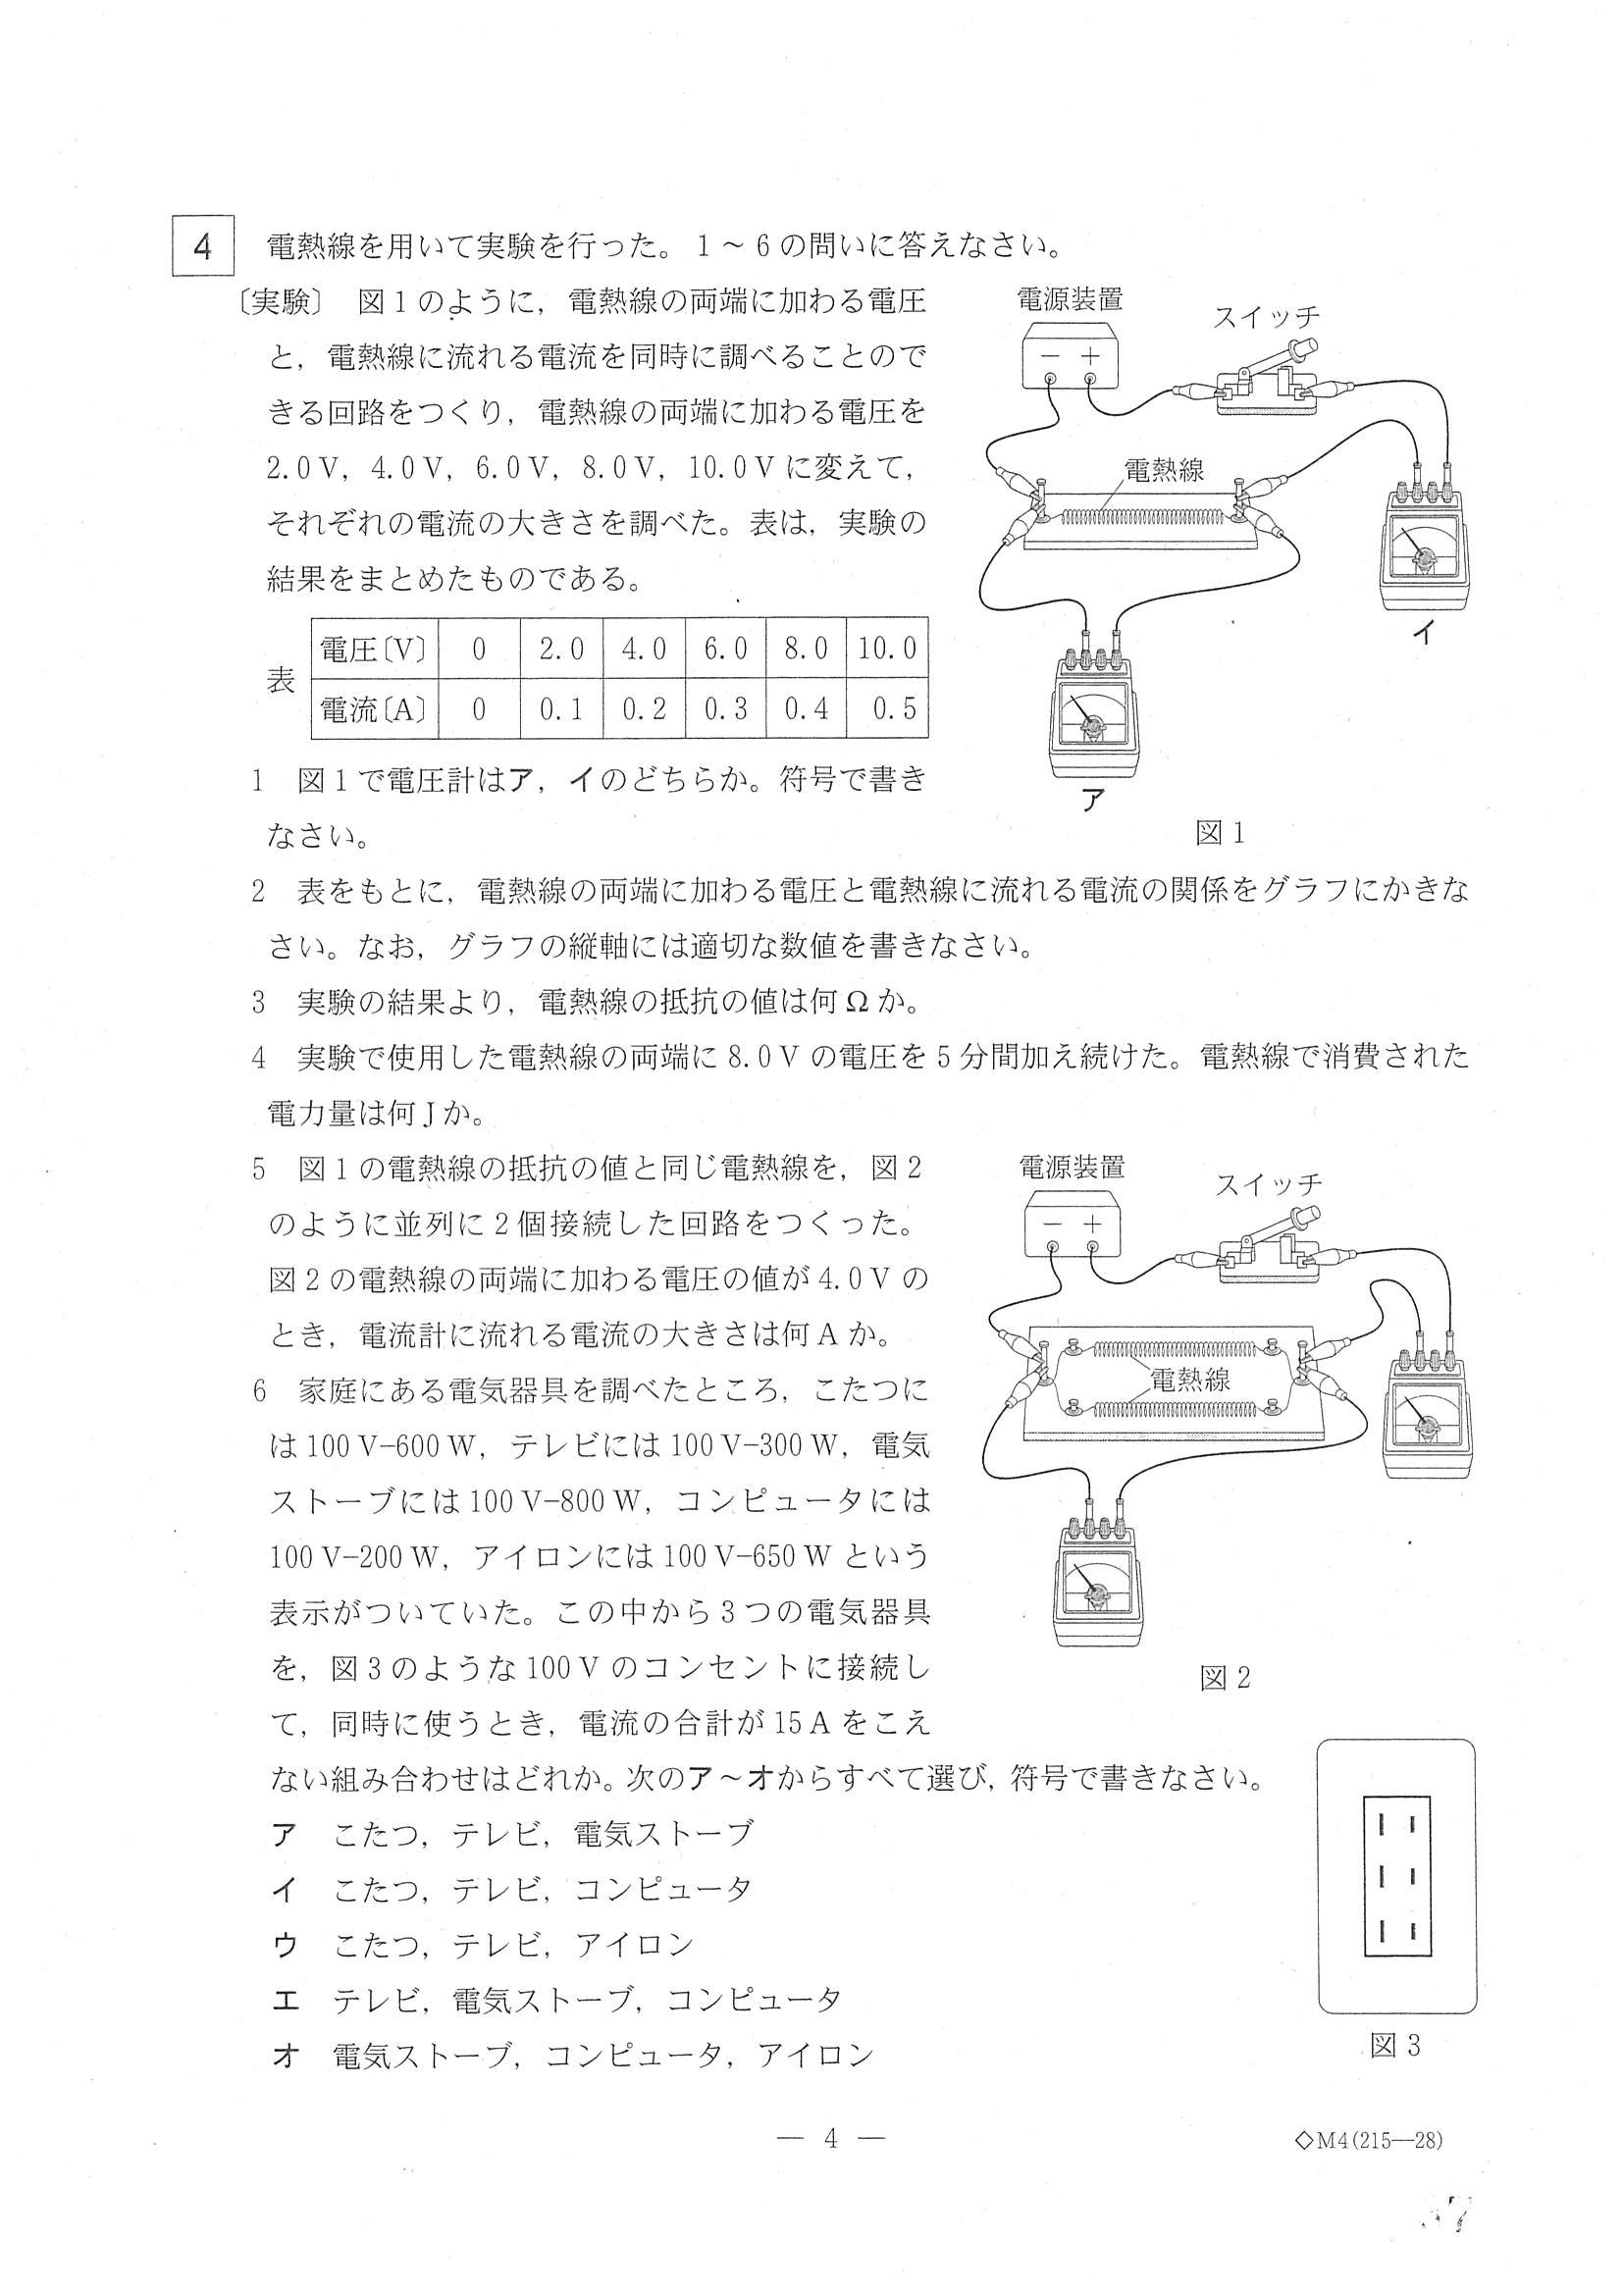 4 電熱線を用いて実験を行った。1～6の問いに答えなさい。
〔実験〕 図1のように，電熱線の両端に加わる電圧
と，電熱線に流れる電流を同時に調べることので
きる回路をつくり，電熱線の両端に加わる電圧を
2.0V，4.0V，6.0V，8.0V，10.0Vに変えて，
それぞれの電流の大きさを調べた。表は，実験の
結果をまとめたものである。
電源装置
スイッチ
－ ＋
電熱線
イ
ア
図1
表
電圧〔V〕 0 2.0 4.0 6.0 8.0 10.0
電流〔A〕 0 0.1 0.2 0.3 0.4 0.5
1 図1で電圧計はア，イのどちらか。符号で書き
なさい。
2 表をもとに，電熱線の両端に加わる電圧と電熱線に流れる電流の関係をグラフにかきな
さい。なお，グラフの縦軸には適切な数値を書きなさい。
3 実験の結果より，電熱線の抵抗の値は何Ωか。
4 実験で使用した電熱線の両端に8.0Vの電圧を5分間加え続けた。電熱線で消費された
電力量は何Jか。
5 図1の電熱線の抵抗の値と同じ電熱線を，図2
のように並列に2個接続した回路をつくった。
図2の電熱線の両端に加わる電圧の値が4.0Vの
とき，電流計に流れる電流の大きさは何Aか。
電源装置
スイッチ
－ ＋
電熱線
図2
6 家庭にある電気器具を調べたところ，こたつに
は100V−600W，テレビには100V−300W，電気
ストーブには100V−800W，コンピュータには
100V−200W，アイロンには100V−650Wという
表示がついていた。この中から3つの電気器具
を，図3のような100Vのコンセントに接続し
て，同時に使うとき，電流の合計が15Aをこえ
ない組み合わせはどれか。次のア～オからすべて選び，符号で書きなさい。
ア こたつ，テレビ，電気ストーブ
イ こたつ，テレビ，コンピュータ
ウ こたつ，テレビ，アイロン
エ テレビ，電気ストーブ，コンピュータ
オ 電気ストーブ，コンピュータ，アイロン
図3
— 4 —
◇M4(215—28)